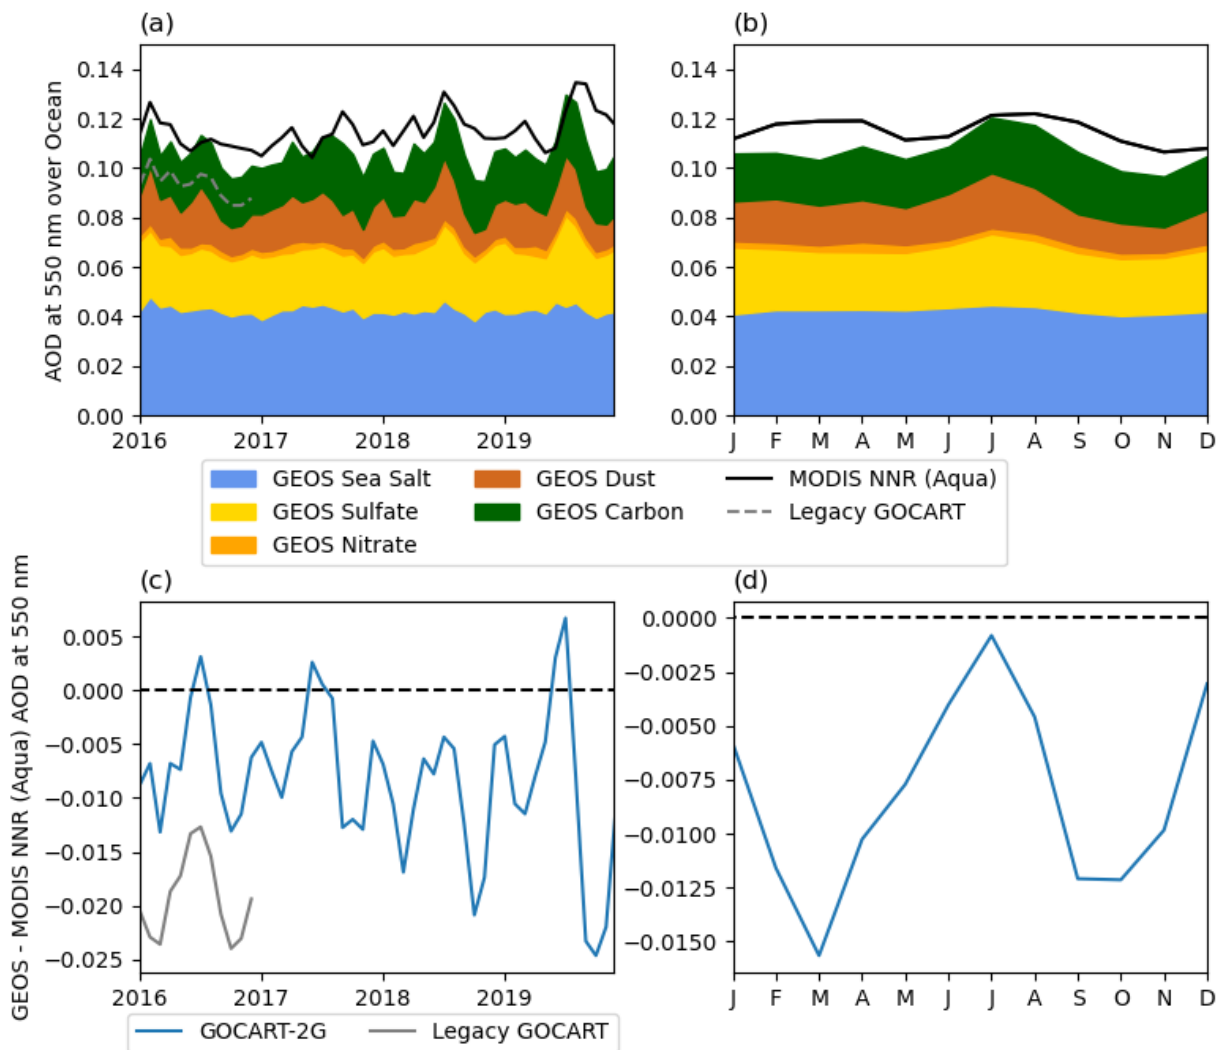 (a)
(b)
AOD at 550 nm over Ocean
0.14
0.12
0.10
0.08
0.06
0.04
0.02
0.00
2016 2017 2018 2019
0.14
0.12
0.10
0.08
0.06
0.04
0.02
0.00
J F M A M J J A S O N D
GEOS Sea Salt
GEOS Sulfate
GEOS Nitrate
GEOS Dust
GEOS Carbon
MODIS NNR (Aqua)
Legacy GOCART
(c)
(d)
GEOS - MODIS NNR (Aqua) AOD at 550 nm
0.005
0.000
−0.005
−0.010
−0.015
−0.020
−0.025
2016 2017 2018 2019
0.0000
−0.0025
−0.0050
−0.0075
−0.0100
−0.0125
−0.0150
J F M A M J J A S O N D
GOCART-2G
Legacy GOCART